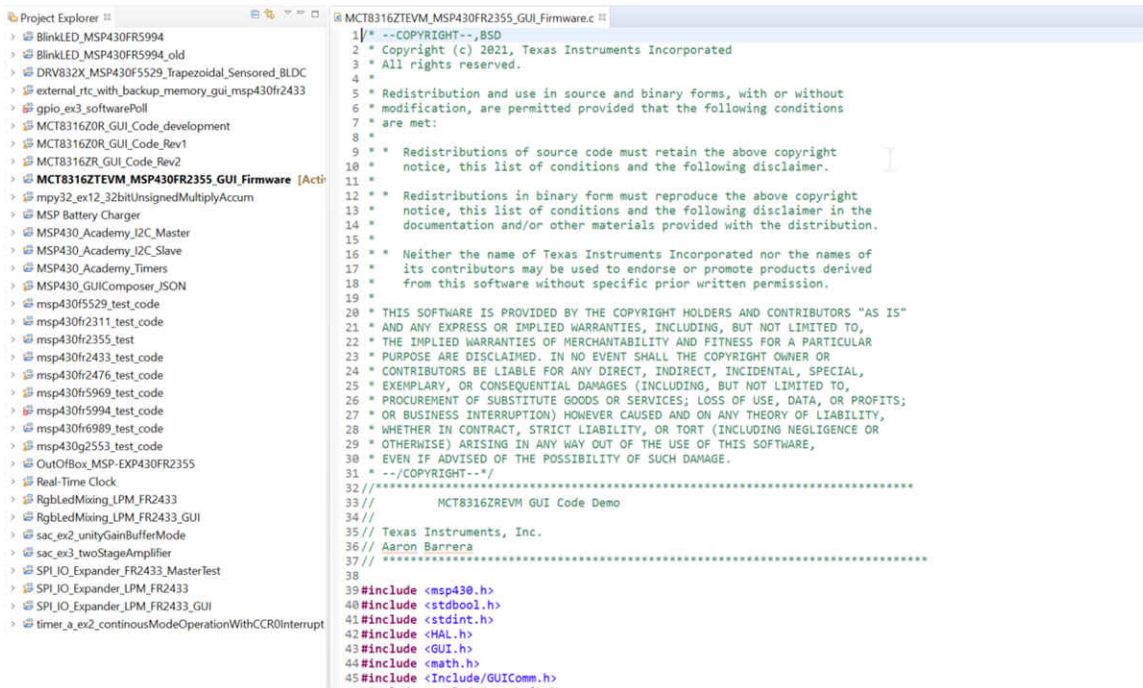 Project Explorer
BlinkLED_MSP430FR5994
BlinkLED_MSP430FR5994_old
DRV832X_MSP430F5529_Trapezoidal_Sensored_BLDC
external_rtc_with_backup_memory_gui_msp430fr2433
gpio_ex3_softwarePoll
MCT8316Z0R_GUI_Code_development
MCT8316Z0R_GUI_Code_Rev1
MCT8316ZR_GUI_Code_Rev2
MCT8316ZTEVM_MSP430FR2355_GUI_Firmware [Activ
mpy32_ex12_32bitUnsignedMultiplyAccum
MSP Battery Charger
MSP430_Academy_I2C_Master
MSP430_Academy_I2C_Slave
MSP430_Academy_Timers
MSP430_GUIComposer_JSON
msp430f5529_test_code
msp430fr2311_test_code
msp430fr2355_test
msp430fr2433_test_code
msp430fr2476_test_code
msp430fr5969_test_code
msp430fr5994_test_code
msp430fr6989_test_code
msp430g2553_test_code
OutOfBox_MSP-EXP430FR2355
Real-Time Clock
RgbLedMixing_LPM_FR2433
RgbLedMixing_LPM_FR2433_GUI
sac_ex2_unityGainBufferMode
sac_ex3_twoStageAmplifier
SPI_IO_Expander_FR2433_MasterTest
SPI_IO_Expander_LPM_FR2433
SPI_IO_Expander_LPM_FR2433_GUI
timer_a_ex2_continousModeOperationWithCCR0Interrupt
MCT8316ZTEVM_MSP430FR2355_GUI_Firmware.c
1 /* --COPYRIGHT--,BSD
2 * Copyright (c) 2021, Texas Instruments Incorporated
3 * All rights reserved.
4 *
5 * Redistribution and use in source and binary forms, with or without
6 * modification, are permitted provided that the following conditions
7 * are met:
8 *
9 * * Redistributions of source code must retain the above copyright
10 * notice, this list of conditions and the following disclaimer.
11 *
12 * * Redistributions in binary form must reproduce the above copyright
13 * notice, this list of conditions and the following disclaimer in the
14 * documentation and/or other materials provided with the distribution.
15 *
16 * * Neither the name of Texas Instruments Incorporated nor the names of
17 * its contributors may be used to endorse or promote products derived
18 * from this software without specific prior written permission.
19 *
20 * THIS SOFTWARE IS PROVIDED BY THE COPYRIGHT HOLDERS AND CONTRIBUTORS "AS IS"
21 * AND ANY EXPRESS OR IMPLIED WARRANTIES, INCLUDING, BUT NOT LIMITED TO,
22 * THE IMPLIED WARRANTIES OF MERCHANTABILITY AND FITNESS FOR A PARTICULAR
23 * PURPOSE ARE DISCLAIMED. IN NO EVENT SHALL THE COPYRIGHT OWNER OR
24 * CONTRIBUTORS BE LIABLE FOR ANY DIRECT, INDIRECT, INCIDENTAL, SPECIAL,
25 * EXEMPLARY, OR CONSEQUENTIAL DAMAGES (INCLUDING, BUT NOT LIMITED TO,
26 * PROCUREMENT OF SUBSTITUTE GOODS OR SERVICES; LOSS OF USE, DATA, OR PROFITS;
27 * OR BUSINESS INTERRUPTION) HOWEVER CAUSED AND ON ANY THEORY OF LIABILITY,
28 * WHETHER IN CONTRACT, STRICT LIABILITY, OR TORT (INCLUDING NEGLIGENCE OR
29 * OTHERWISE) ARISING IN ANY WAY OUT OF THE USE OF THIS SOFTWARE,
30 * EVEN IF ADVISED OF THE POSSIBILITY OF SUCH DAMAGE.
31 * --/COPYRIGHT--*/
32 //******************************************************************************
33 // MCT8316ZREVM GUI Code Demo
34 //
35 // Texas Instruments, Inc.
36 // Aaron Barrera
37 // ******************************************************************************
38
39 #include <msp430.h>
40 #include <stdbool.h>
41 #include <stdint.h>
42 #include <HAL.h>
43 #include <GUI.h>
44 #include <math.h>
45 #include <Include/GUIComm.h>